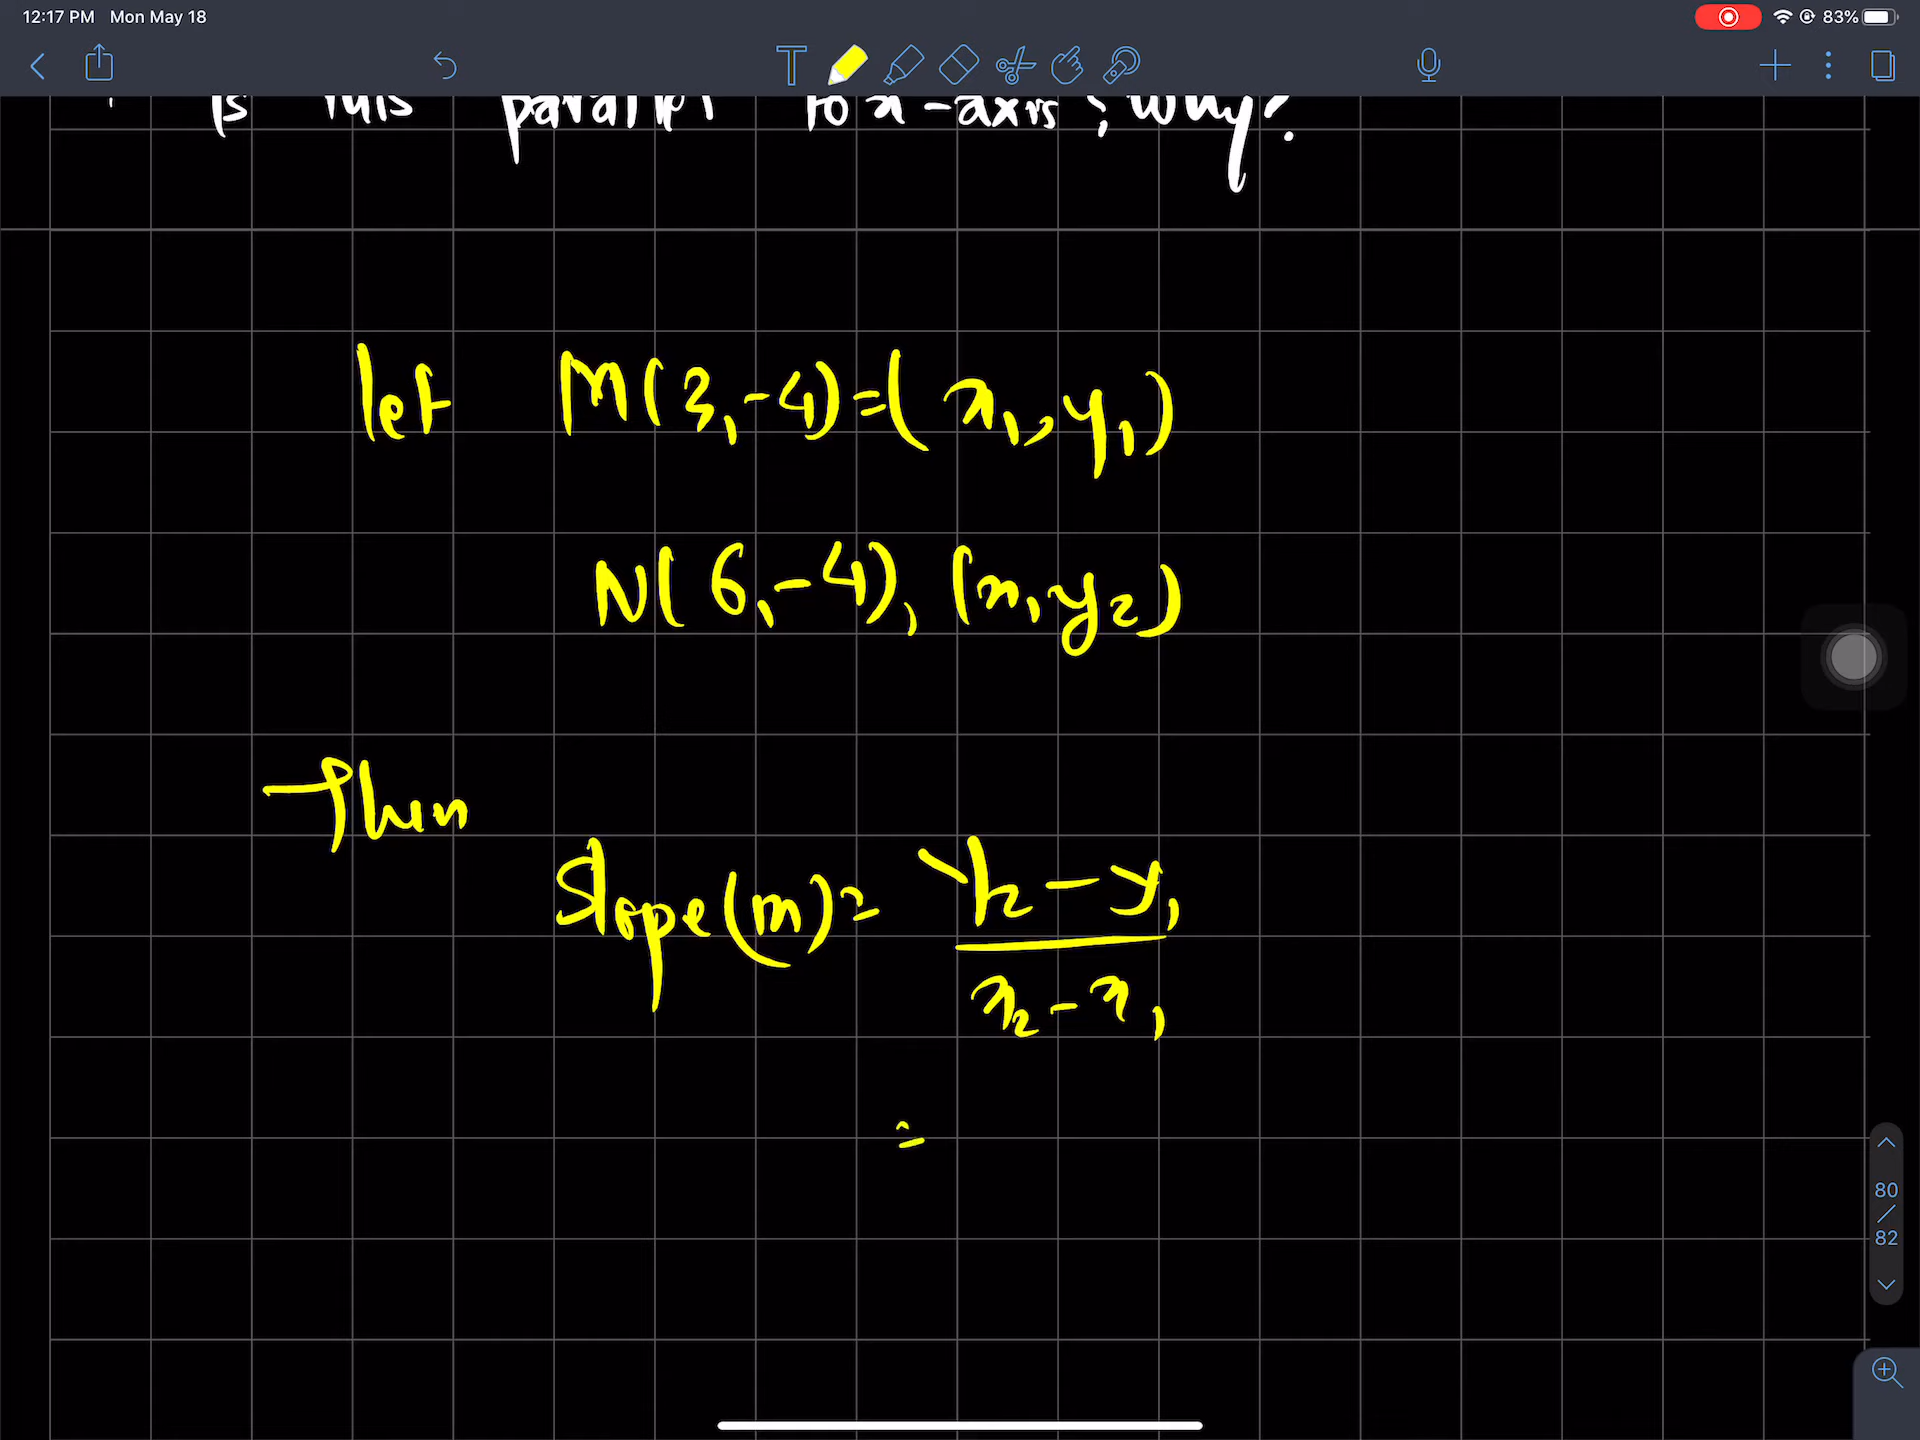 12:17 PM Mon May 18
83%
Is this parallel to x-axis; why?
let M(3,-4)=(x₁,y₁)
N(6,-4), (x,y₂)
Then
Slope(m)= y₂-y₁
x₂-x₁
=
80
/
82